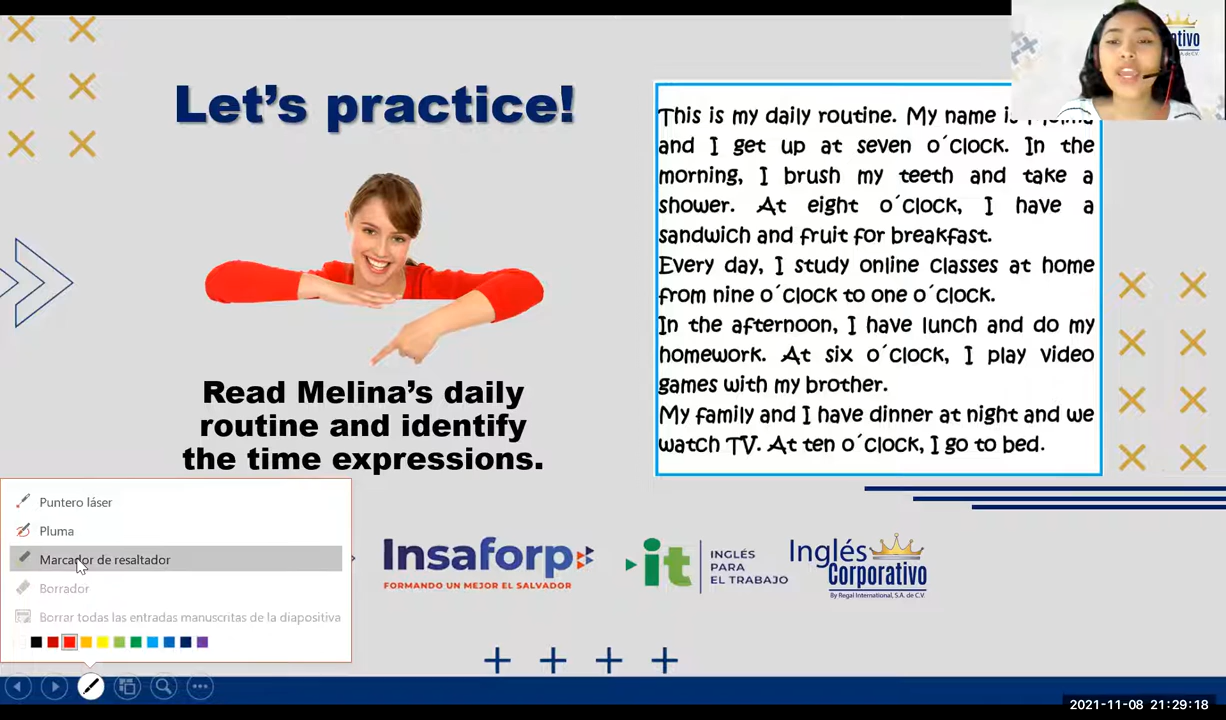 Let's practice!
This is my daily routine. My name is
and I get up at seven o´clock. In the
morning, I brush my teeth and take a
shower. At eight o´clock, I have a
sandwich and fruit for breakfast.
Every day, I study online classes at home
from nine o´clock to one o´clock.
In the afternoon, I have lunch and do my
homework. At six o´clock, I play video
games with my brother.
My family and I have dinner at night and we
watch TV. At ten o´clock, I go to bed.
Read Melina's daily
routine and identify
the time expressions.
Puntero láser
Pluma
Marcador de resaltador
Borrador
Borrar todas las entradas manuscritas de la diapositiva
Insaforp
FORMANDO UN MEJOR EL SALVADOR
it
INGLÉS
PARA
EL TRABAJO
Inglés
Corporativo
By Regal International, S.A. de C.V.
2021-11-08 21:29:18